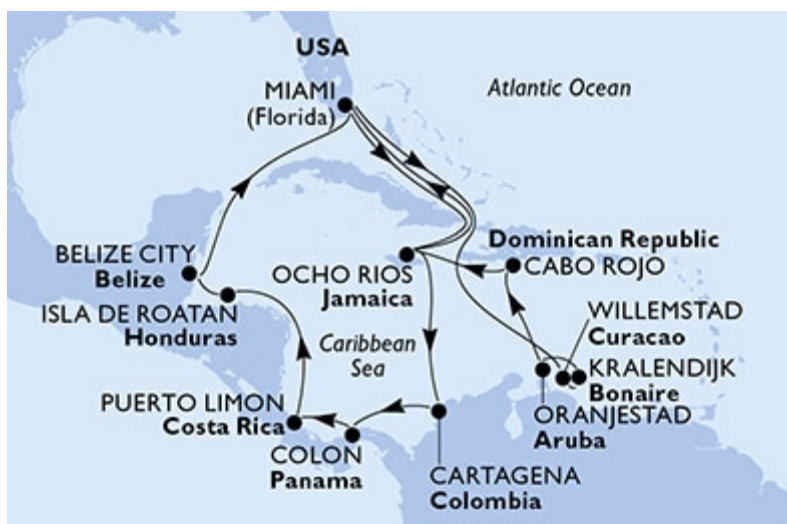 USA
MIAMI
(Florida)
Atlantic Ocean
BELIZE CITY
Belize
ISLA DE ROATAN
Honduras
OCHO RIOS
Jamaica
Dominican Republic
CABO ROJO
WILLEMSTAD
Curacao
KRALENDIJK
Bonaire
ORANJESTAD
Aruba
Caribbean
Sea
PUERTO LIMON
Costa Rica
COLON
Panama
CARTAGENA
Colombia